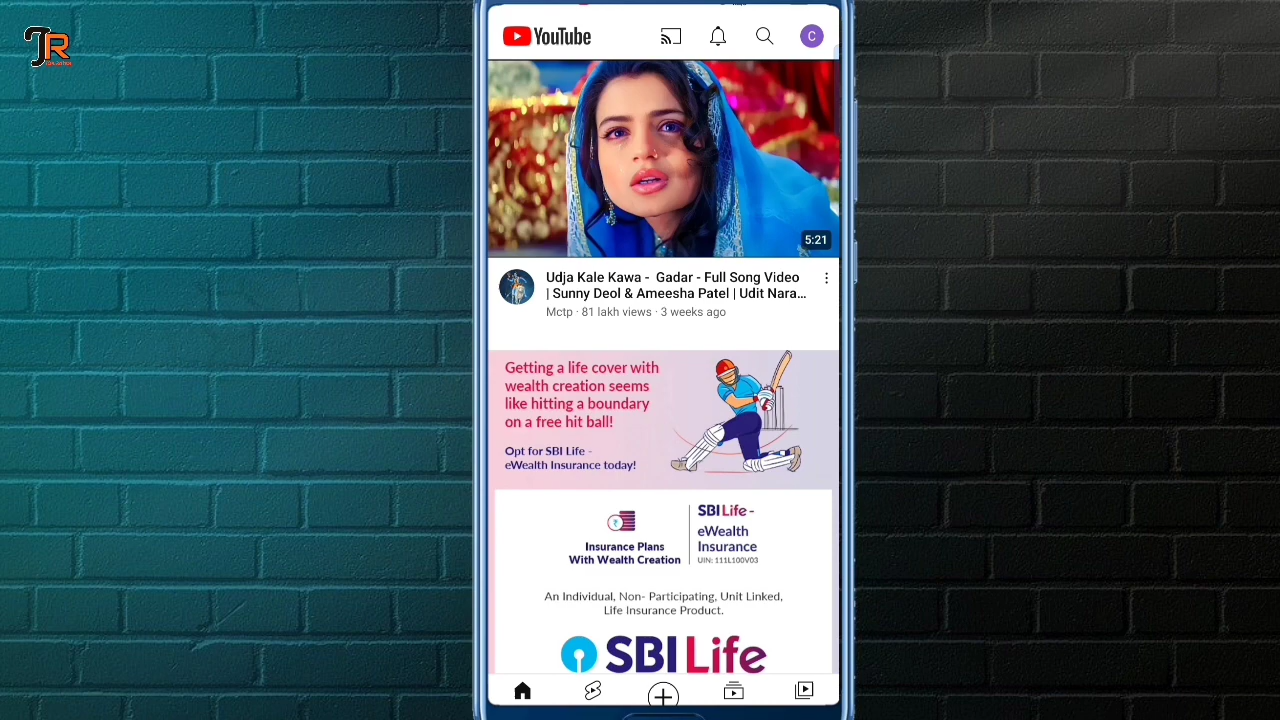 JR
YouTube
C
5:21
Udja Kale Kawa - Gadar - Full Song Video
| Sunny Deol & Ameesha Patel | Udit Nara...
Mctp · 81 lakh views · 3 weeks ago
Getting a life cover with
wealth creation seems
like hitting a boundary
on a free hit ball!
Opt for SBI Life -
eWealth Insurance today!
₹
Insurance Plans
With Wealth Creation
SBI Life -
eWealth
Insurance
UIN: 111L100V03
An Individual, Non- Participating, Unit Linked,
Life Insurance Product.
SBI Life